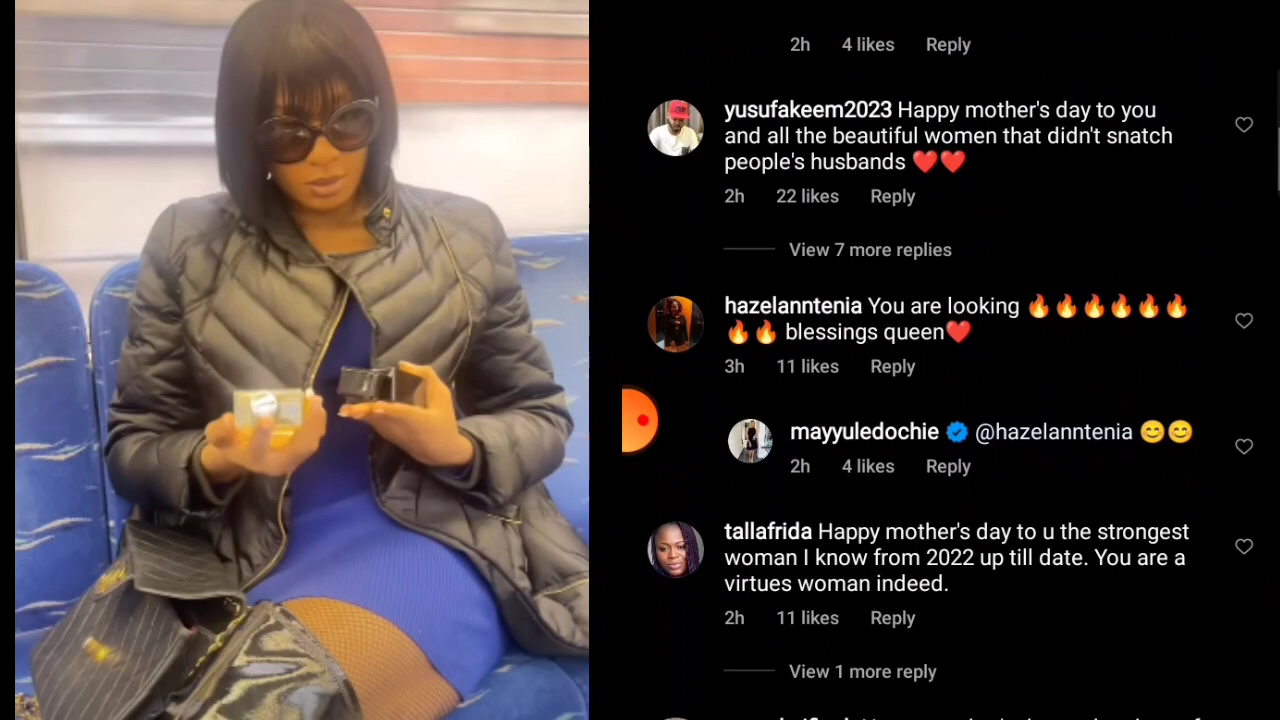 2h 4 likes Reply
yusufakeem2023 Happy mother's day to you
and all the beautiful women that didn't snatch
people's husbands ❤️❤️
2h 22 likes Reply
View 7 more replies
hazelanntenia You are looking 🔥🔥🔥🔥🔥🔥
🔥🔥 blessings queen❤️
3h 11 likes Reply
mayyuledochie @hazelanntenia 😊😊
2h 4 likes Reply
tallafrida Happy mother's day to u the strongest
woman I know from 2022 up till date. You are a
virtues woman indeed.
2h 11 likes Reply
View 1 more reply